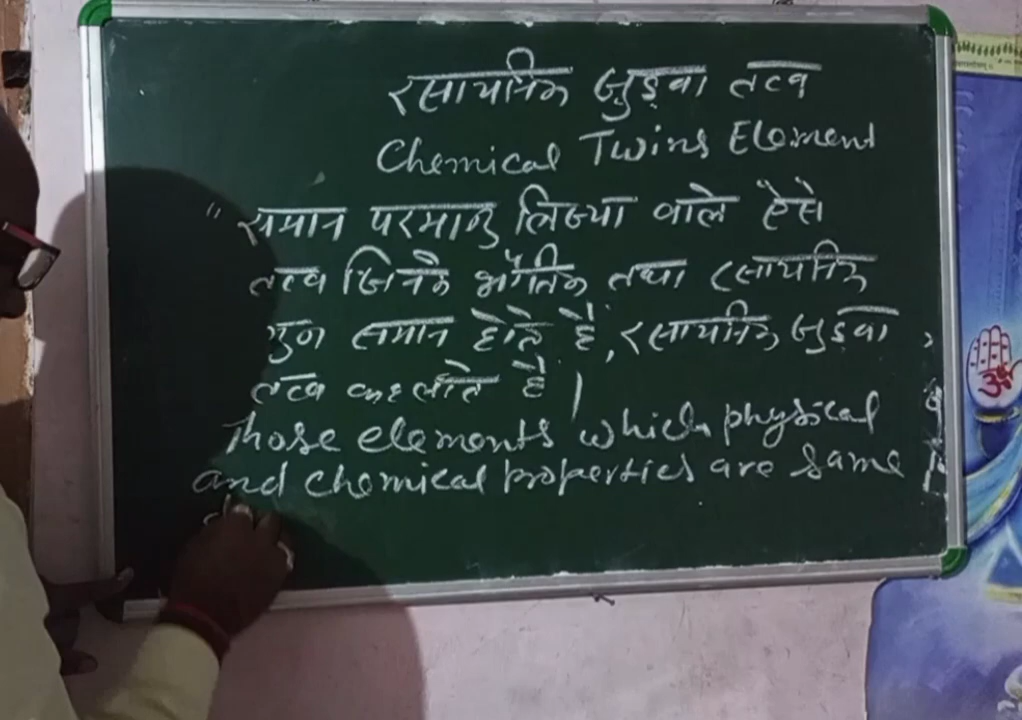 रसायनिक जुड़वा तत्व
Chemical Twins Element
" समान परमाणु त्रिज्या वाले ऐसे
तत्व जिनके भौतिक तथा रसायनिक
गुण समान होते है, रसायनिक जुडवा
तत्व कहलाते है |
Those elements which physical
and chemical properties are same
ॐ